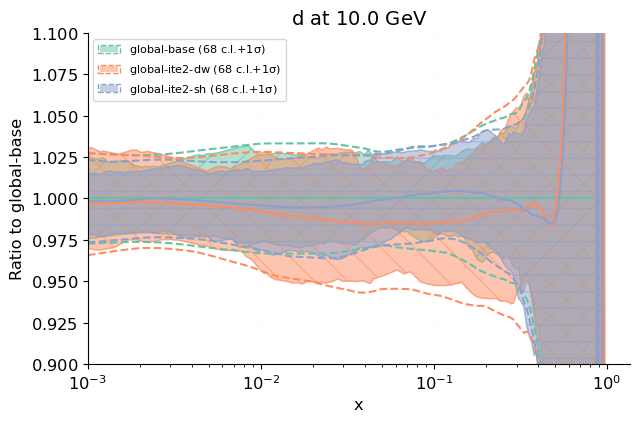 d at 10.0 GeV
1.100
1.075
1.050
1.025
1.000
0.975
0.950
0.925
0.900
Ratio to global-base
global-base (68 c.l.+1σ)
global-ite2-dw (68 c.l.+1σ)
global-ite2-sh (68 c.l.+1σ)
10⁻³
10⁻²
10⁻¹
10⁰
x